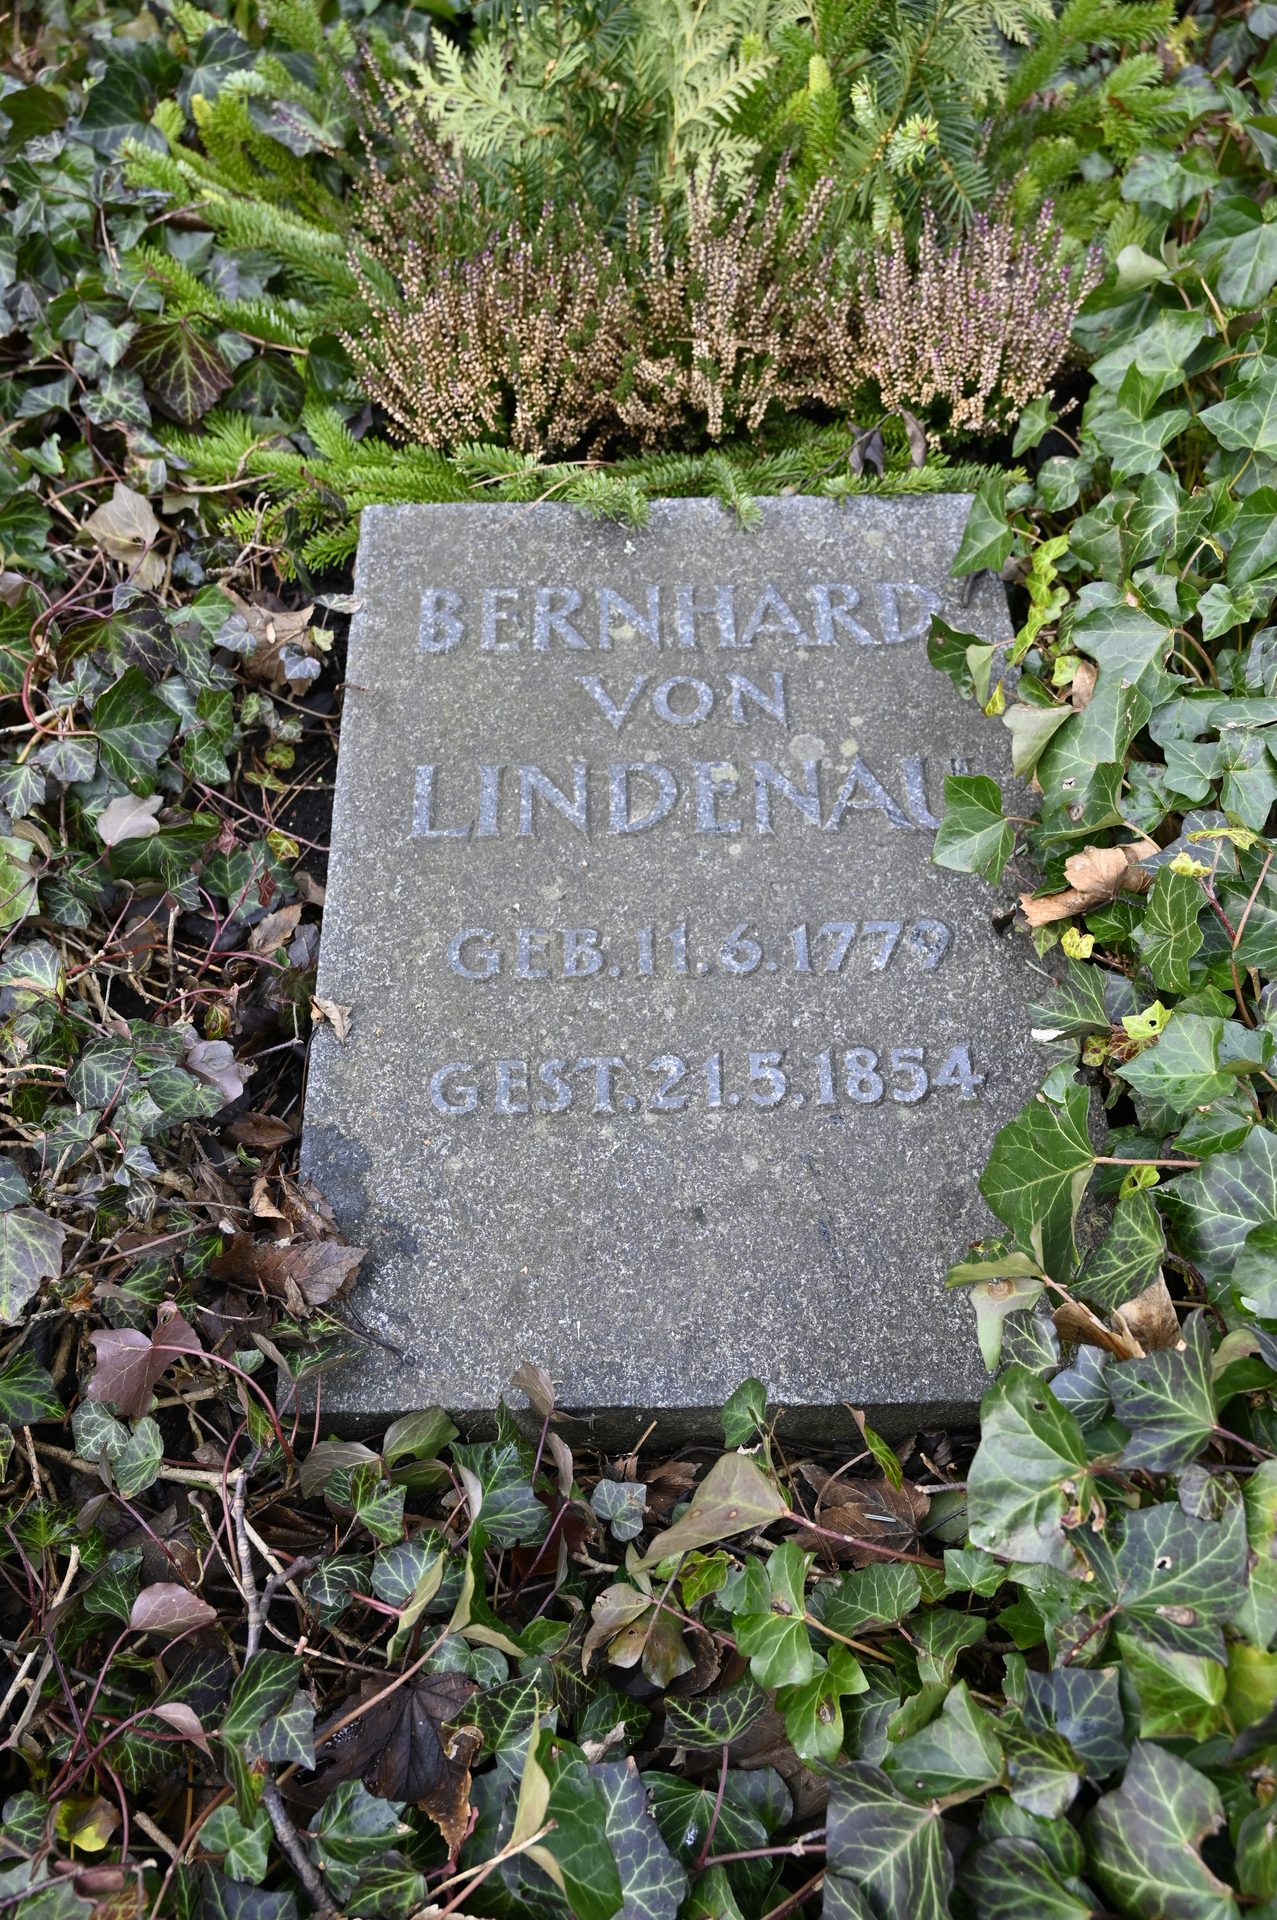 BERNHARD
VON
LINDENAU
GEB.11.6.1779
GEST.21.5.1854